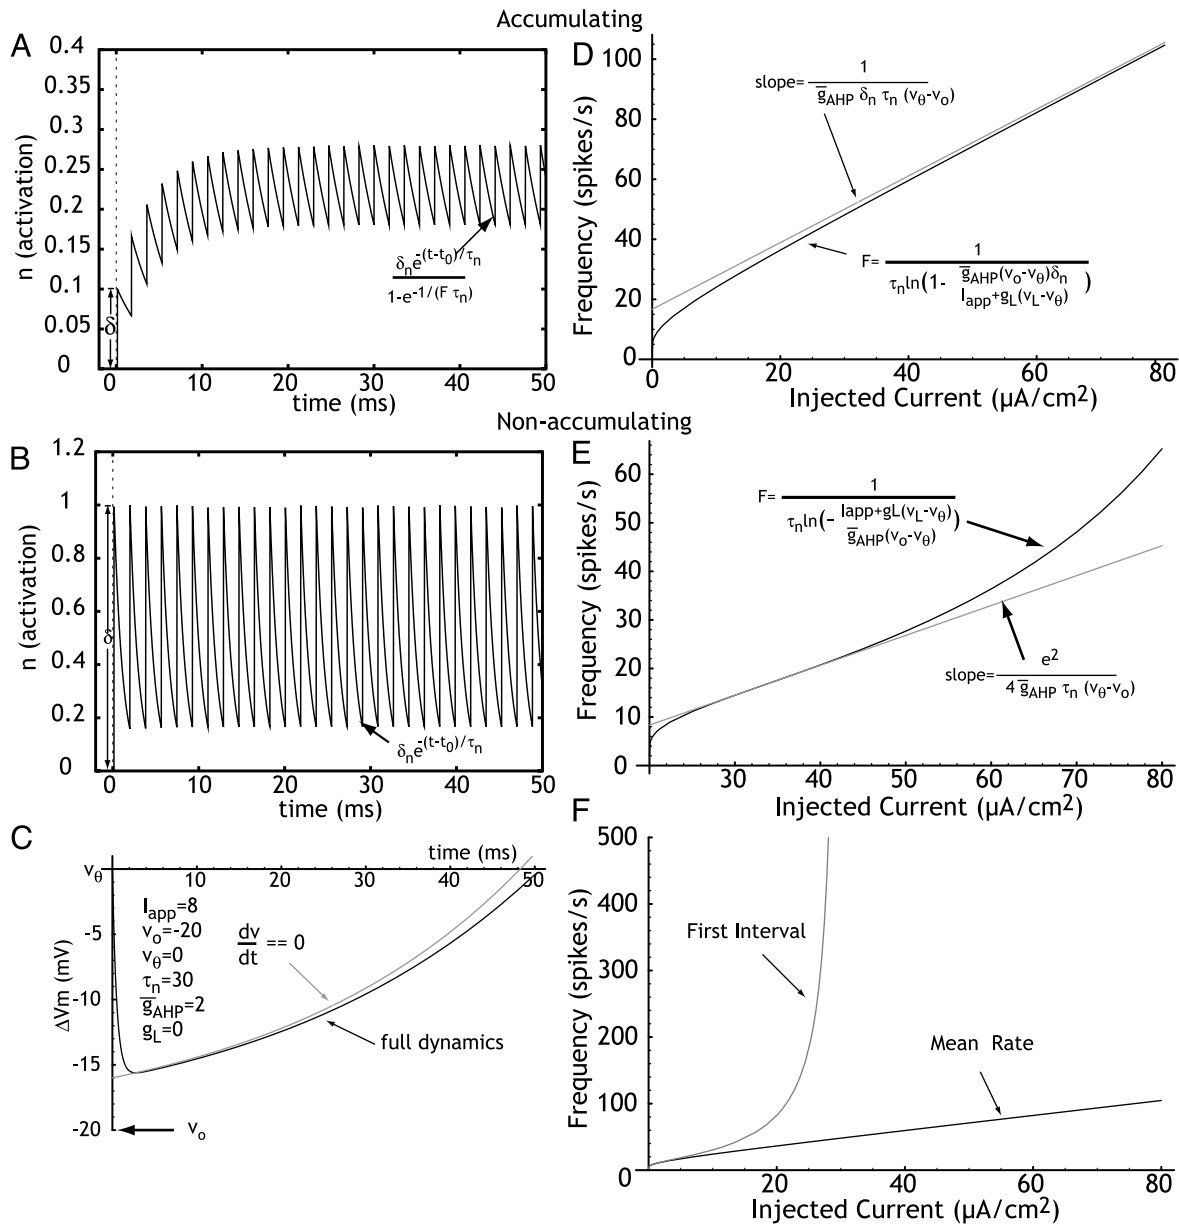 Accumulating
A
0.4
0.35
0.3
0.25
0.2
0.15
0.1
0.05
0
n (activation)
δ
δₙe^-(t-t₀)/τₙ
1-e^-1/(F τₙ)
0 10 20 30 40 50
time (ms)
D
100
80
60
40
20
0
Frequency (spikes/s)
slope= 1
g̅AHP δₙ τₙ (vθ-vo)
F= 1
τₙln(1- g̅AHP(vo-vθ)δₙ )
Iapp+gL(vL-vθ)
0 20 40 60 80
Injected Current (µA/cm²)
Non-accumulating
B
1.2
1
0.8
0.6
0.4
0.2
0
n (activation)
δ
δₙe^-(t-t₀)/τₙ
0 10 20 30 40 50
time (ms)
E
60
50
40
30
20
10
0
Frequency (spikes/s)
F= 1
τₙln(- Iapp+gL(vL-vθ) )
g̅AHP(vo-vθ)
slope= e²
4 g̅AHP τₙ (vθ-vo)
30 40 50 60 70 80
Injected Current (µA/cm²)
C
time (ms)
vθ
10 20 30 40 50
-5
-10
-15
-20
ΔVm (mV)
Iapp=8
vo=-20
vθ=0
τₙ=30
g̅AHP=2
gL=0
dv
dt == 0
full dynamics
vo
F
500
400
300
200
100
0
Frequency (spikes/s)
First Interval
Mean Rate
20 40 60 80
Injected Current (µA/cm²)